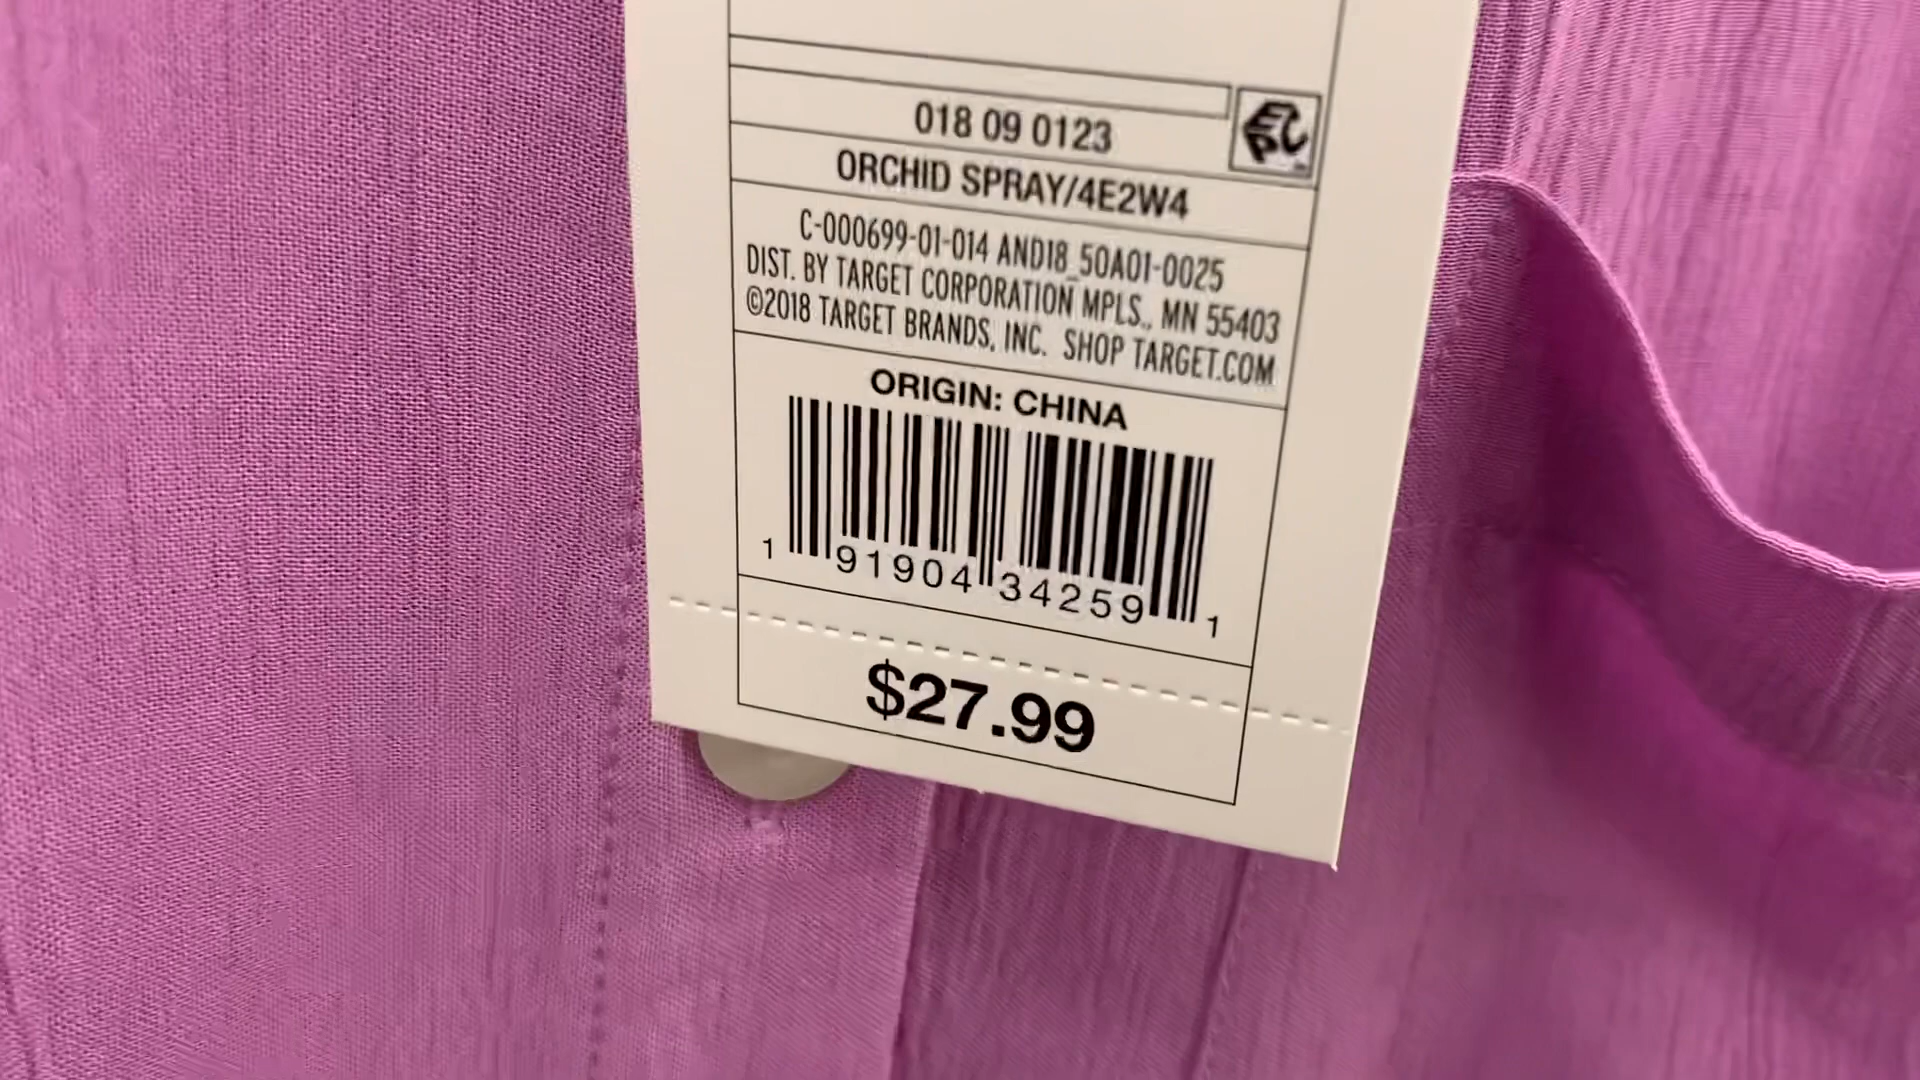 018 09 0123
EPC
ORCHID SPRAY/4E2W4
C-000699-01-014 AND18_50A01-0025
DIST. BY TARGET CORPORATION MPLS., MN 55403
©2018 TARGET BRANDS, INC. SHOP TARGET.COM
ORIGIN: CHINA
1 91904 34259 1
$27.99